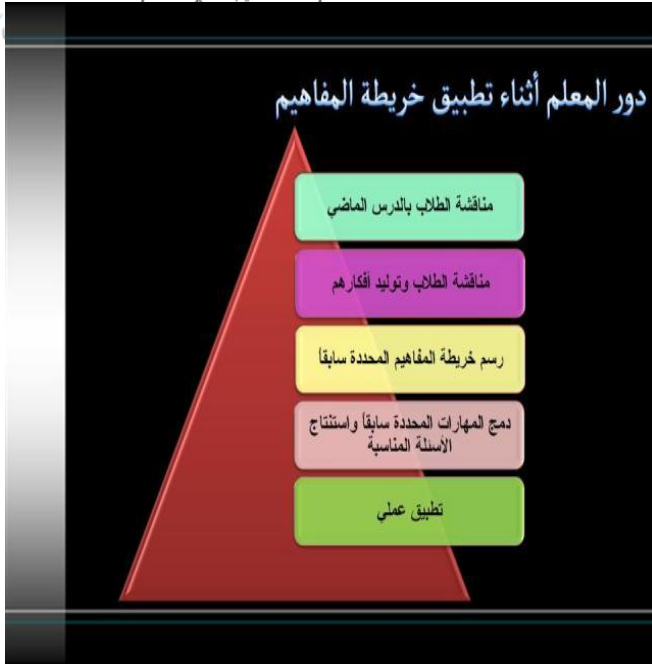 دور المعلم أثناء تطبيق خريطة المفاهيم
مناقشة الطلاب بالدرس الماضي
مناقشة الطلاب وتوليد أفكارهم
رسم خريطة المفاهيم المحددة سابقاً
دمج المهارات المحددة سابقاً واستنتاج
الأسئلة المناسبة
تطبيق عملي